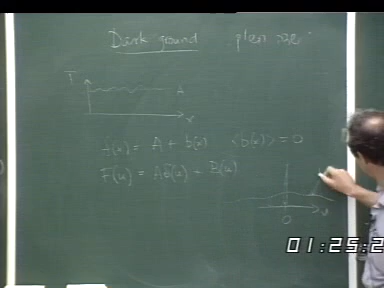 Dark ground
T
A
x
f(u) = A + b(u) <b(u)> = 0
F(u) = Aδ(u) + B(u)
0 u
01:25:2